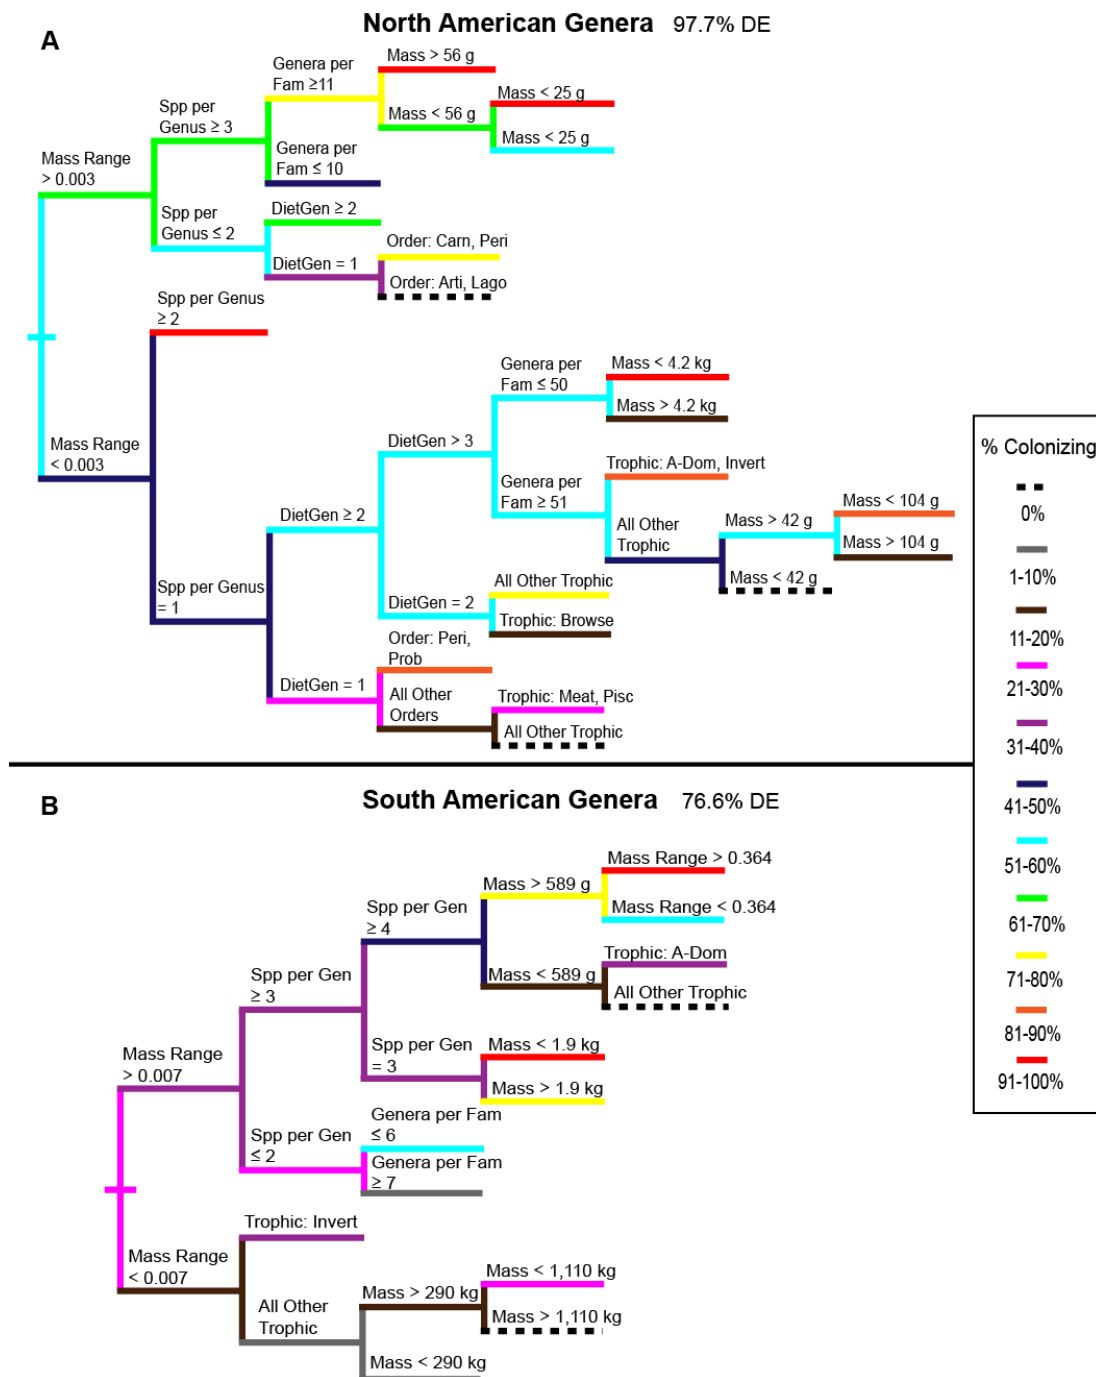 A
North American Genera 97.7% DE
Genera per
Fam ≥11
Mass > 56 g
Mass < 56 g
Mass < 25 g
Mass < 25 g
Spp per
Genus ≥ 3
Genera per
Fam ≤ 10
Mass Range
> 0.003
Spp per
Genus ≤ 2
DietGen ≥ 2
DietGen = 1
Order: Carn, Peri
Order: Arti, Lago
Spp per Genus
≥ 2
Mass Range
< 0.003
Genera per
Fam ≤ 50
Mass < 4.2 kg
Mass > 4.2 kg
DietGen > 3
Genera per
Fam ≥ 51
Trophic: A-Dom, Invert
All Other
Trophic
Mass > 42 g
Mass < 42 g
Mass < 104 g
Mass > 104 g
DietGen ≥ 2
DietGen = 2
All Other Trophic
Trophic: Browse
Spp per Genus
= 1
Order: Peri,
Prob
DietGen = 1
All Other
Orders
Trophic: Meat, Pisc
All Other Trophic
% Colonizing
0%
1-10%
11-20%
21-30%
31-40%
41-50%
51-60%
61-70%
71-80%
81-90%
91-100%
B
South American Genera 76.6% DE
Mass Range > 0.364
Mass > 589 g
Mass Range < 0.364
Spp per Gen
≥ 4
Trophic: A-Dom
Mass < 589 g
All Other Trophic
Spp per Gen
≥ 3
Spp per Gen
= 3
Mass < 1.9 kg
Mass > 1.9 kg
Mass Range
> 0.007
Genera per Fam
≤ 6
Spp per Gen
≤ 2
Genera per Fam
≥ 7
Trophic: Invert
Mass Range
< 0.007
All Other
Trophic
Mass > 290 kg
Mass < 1,110 kg
Mass > 1,110 kg
Mass < 290 kg